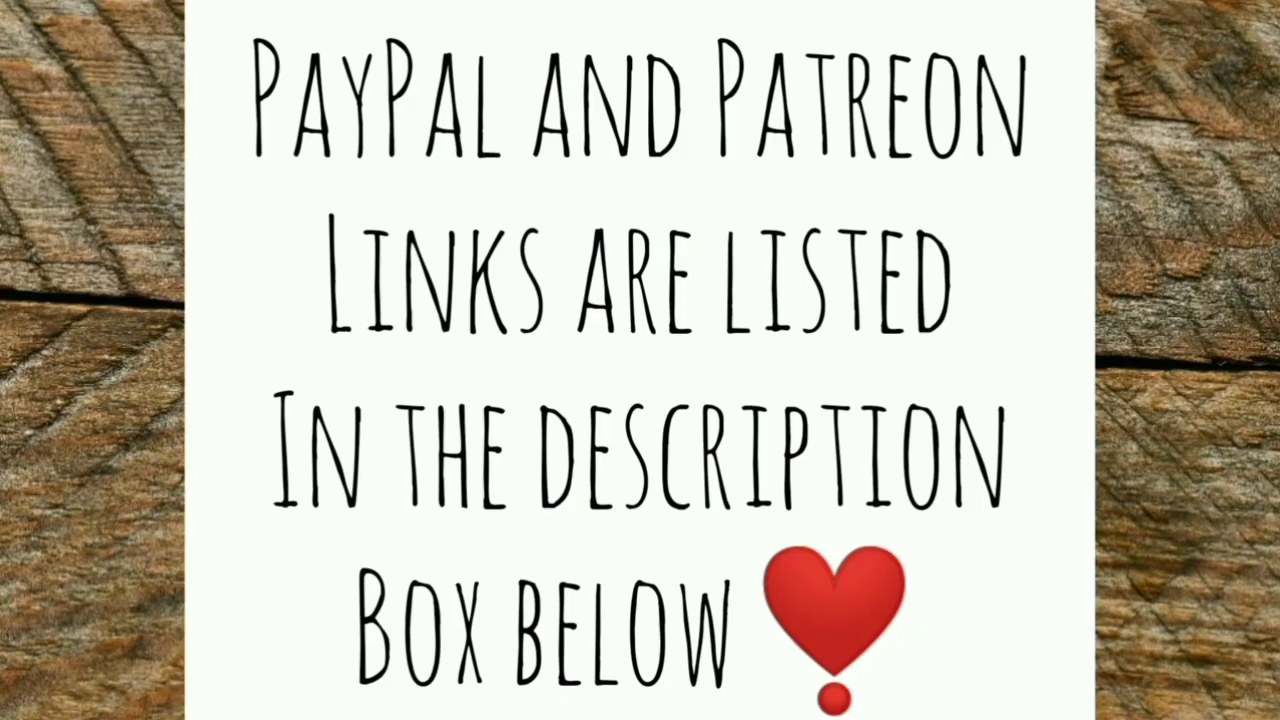 PayPal and Patreon
Links are listed
In the description
Box below ❣